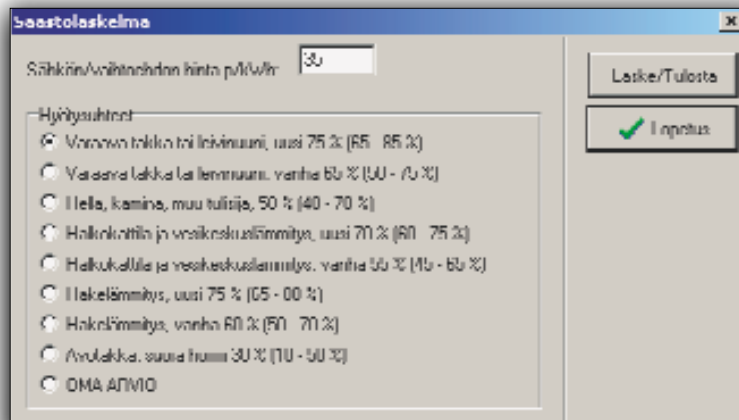 Säästölaskelma
Sähkön/vaihtoehdon hinta p/kWh: 35
Laske/Tulosta
Lopetus
Hyötysuhteet
Varaava takka tai leivinuuni, uusi 75 % (65 - 85 %)
Varaava takka tai leivinuuni, vanha 65 % (50 - 75 %)
Hella, kamina, muu tulisija, 50 % (40 - 70 %)
Halkokattila ja vesikeskuslämmitys, uusi 70 % (60 - 75 %)
Halkokattila ja vesikeskuslämmitys, vanha 55 % (45 - 65 %)
Hakelämmitys, uusi 75 % (65 - 80 %)
Hakelämmitys, vanha 60 % (50 - 70 %)
Avotakka, suora hormi 30 % (10 - 50 %)
OMA ARVIO